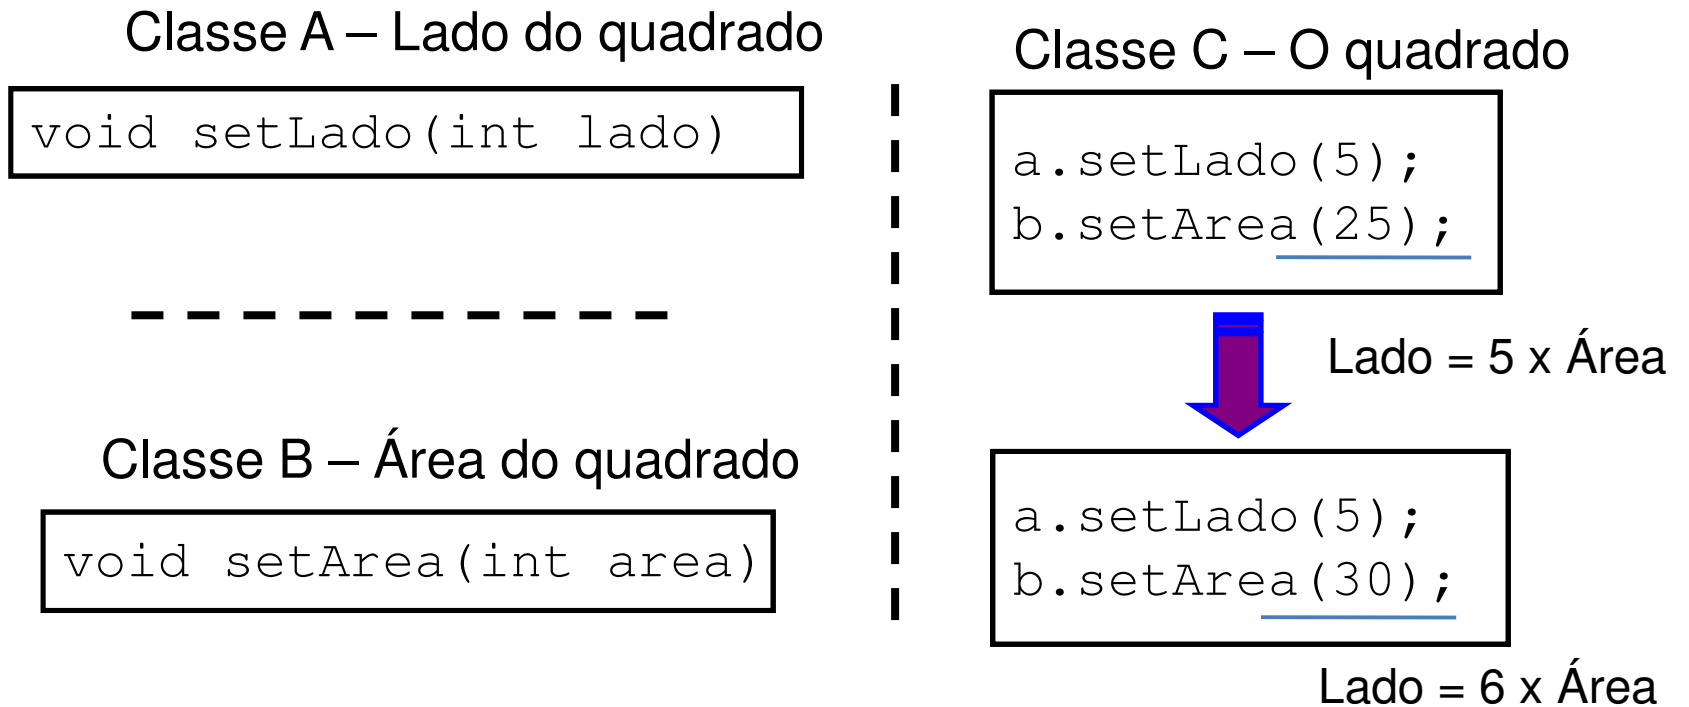 Classe A – Lado do quadrado
void setLado(int lado)
Classe B – Área do quadrado
void setArea(int area)
Classe C – O quadrado
a.setLado(5);
b.setArea(25);
Lado = 5 x Área
a.setLado(5);
b.setArea(30);
Lado = 6 x Área